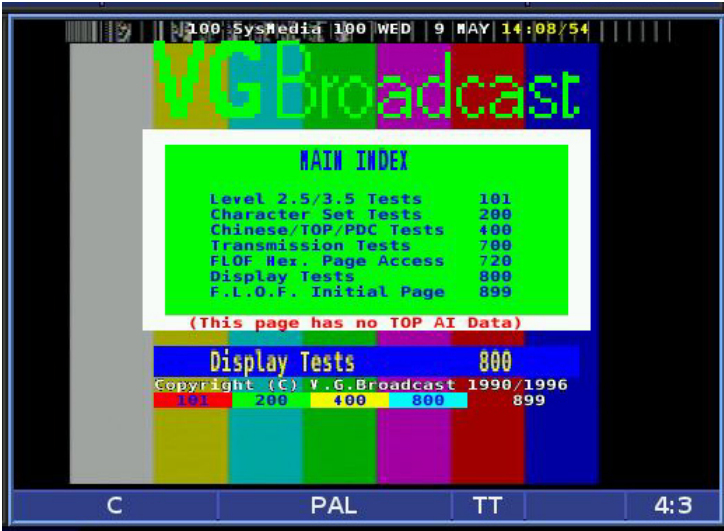 100 SysMedia 100 WED 9 MAY 14:08/54
VGBroadcast
MAIN INDEX
Level 2.5/3.5 Tests 101
Character Set Tests 200
Chinese/TOP/PDC Tests 400
Transmission Tests 700
FLOF Hex. Page Access 720
Display Tests 800
F.L.O.F. Initial Page 899
(This page has no TOP AI Data)
Display Tests 800
Copyright (C) V.G.Broadcast 1990/1996
101 200 400 800 899
C PAL TT 4:3